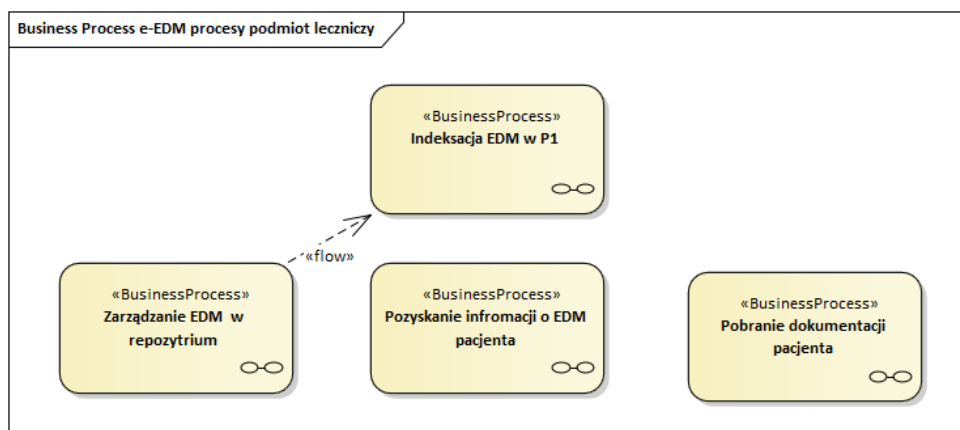 Business Process e-EDM procesy podmiot leczniczy
«BusinessProcess»
Indeksacja EDM w P1
«flow»
«BusinessProcess»
Zarządzanie EDM w
repozytrium
«BusinessProcess»
Pozyskanie infromacji o EDM
pacjenta
«BusinessProcess»
Pobranie dokumentacji
pacjenta